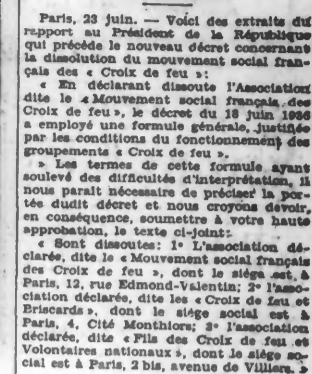 Paris, 23 juin. — Voici des extraits du
rapport au Président de la République
qui précède le nouveau décret concernant
la dissolution du mouvement social fran-
çais des « Croix de feu » :
« En déclarant dissoute l'Association
dite le « Mouvement social français des
Croix de feu », le décret du 18 juin 1936
a employé une formule générale, justifiée
par les conditions du fonctionnement des
groupements « Croix de feu ».
» Les termes de cette formule ayant
soulevé des difficultés d'interprétation, il
nous paraît nécessaire de préciser la por-
tés dudit décret et nous croyons devoir,
en conséquence, soumettre à votre haute
approbation, le texte ci-joint:
« Sont dissoutes: 1° L'association dé-
clarée, dite le « Mouvement social français
des Croix de feu », dont le siège est à
Paris, 12, rue Edmond-Valentin; 2° l'asso-
ciation déclarée, dite les « Croix de feu et
Briscards », dont le siège social est à
Paris, 4, Cité Monthiors; 3° l'association
déclarée, dite « Fils des Croix de feu et
Volontaires nationaux », dont le siège so-
cial est à Paris, 2 bis, avenue de Villiers. »